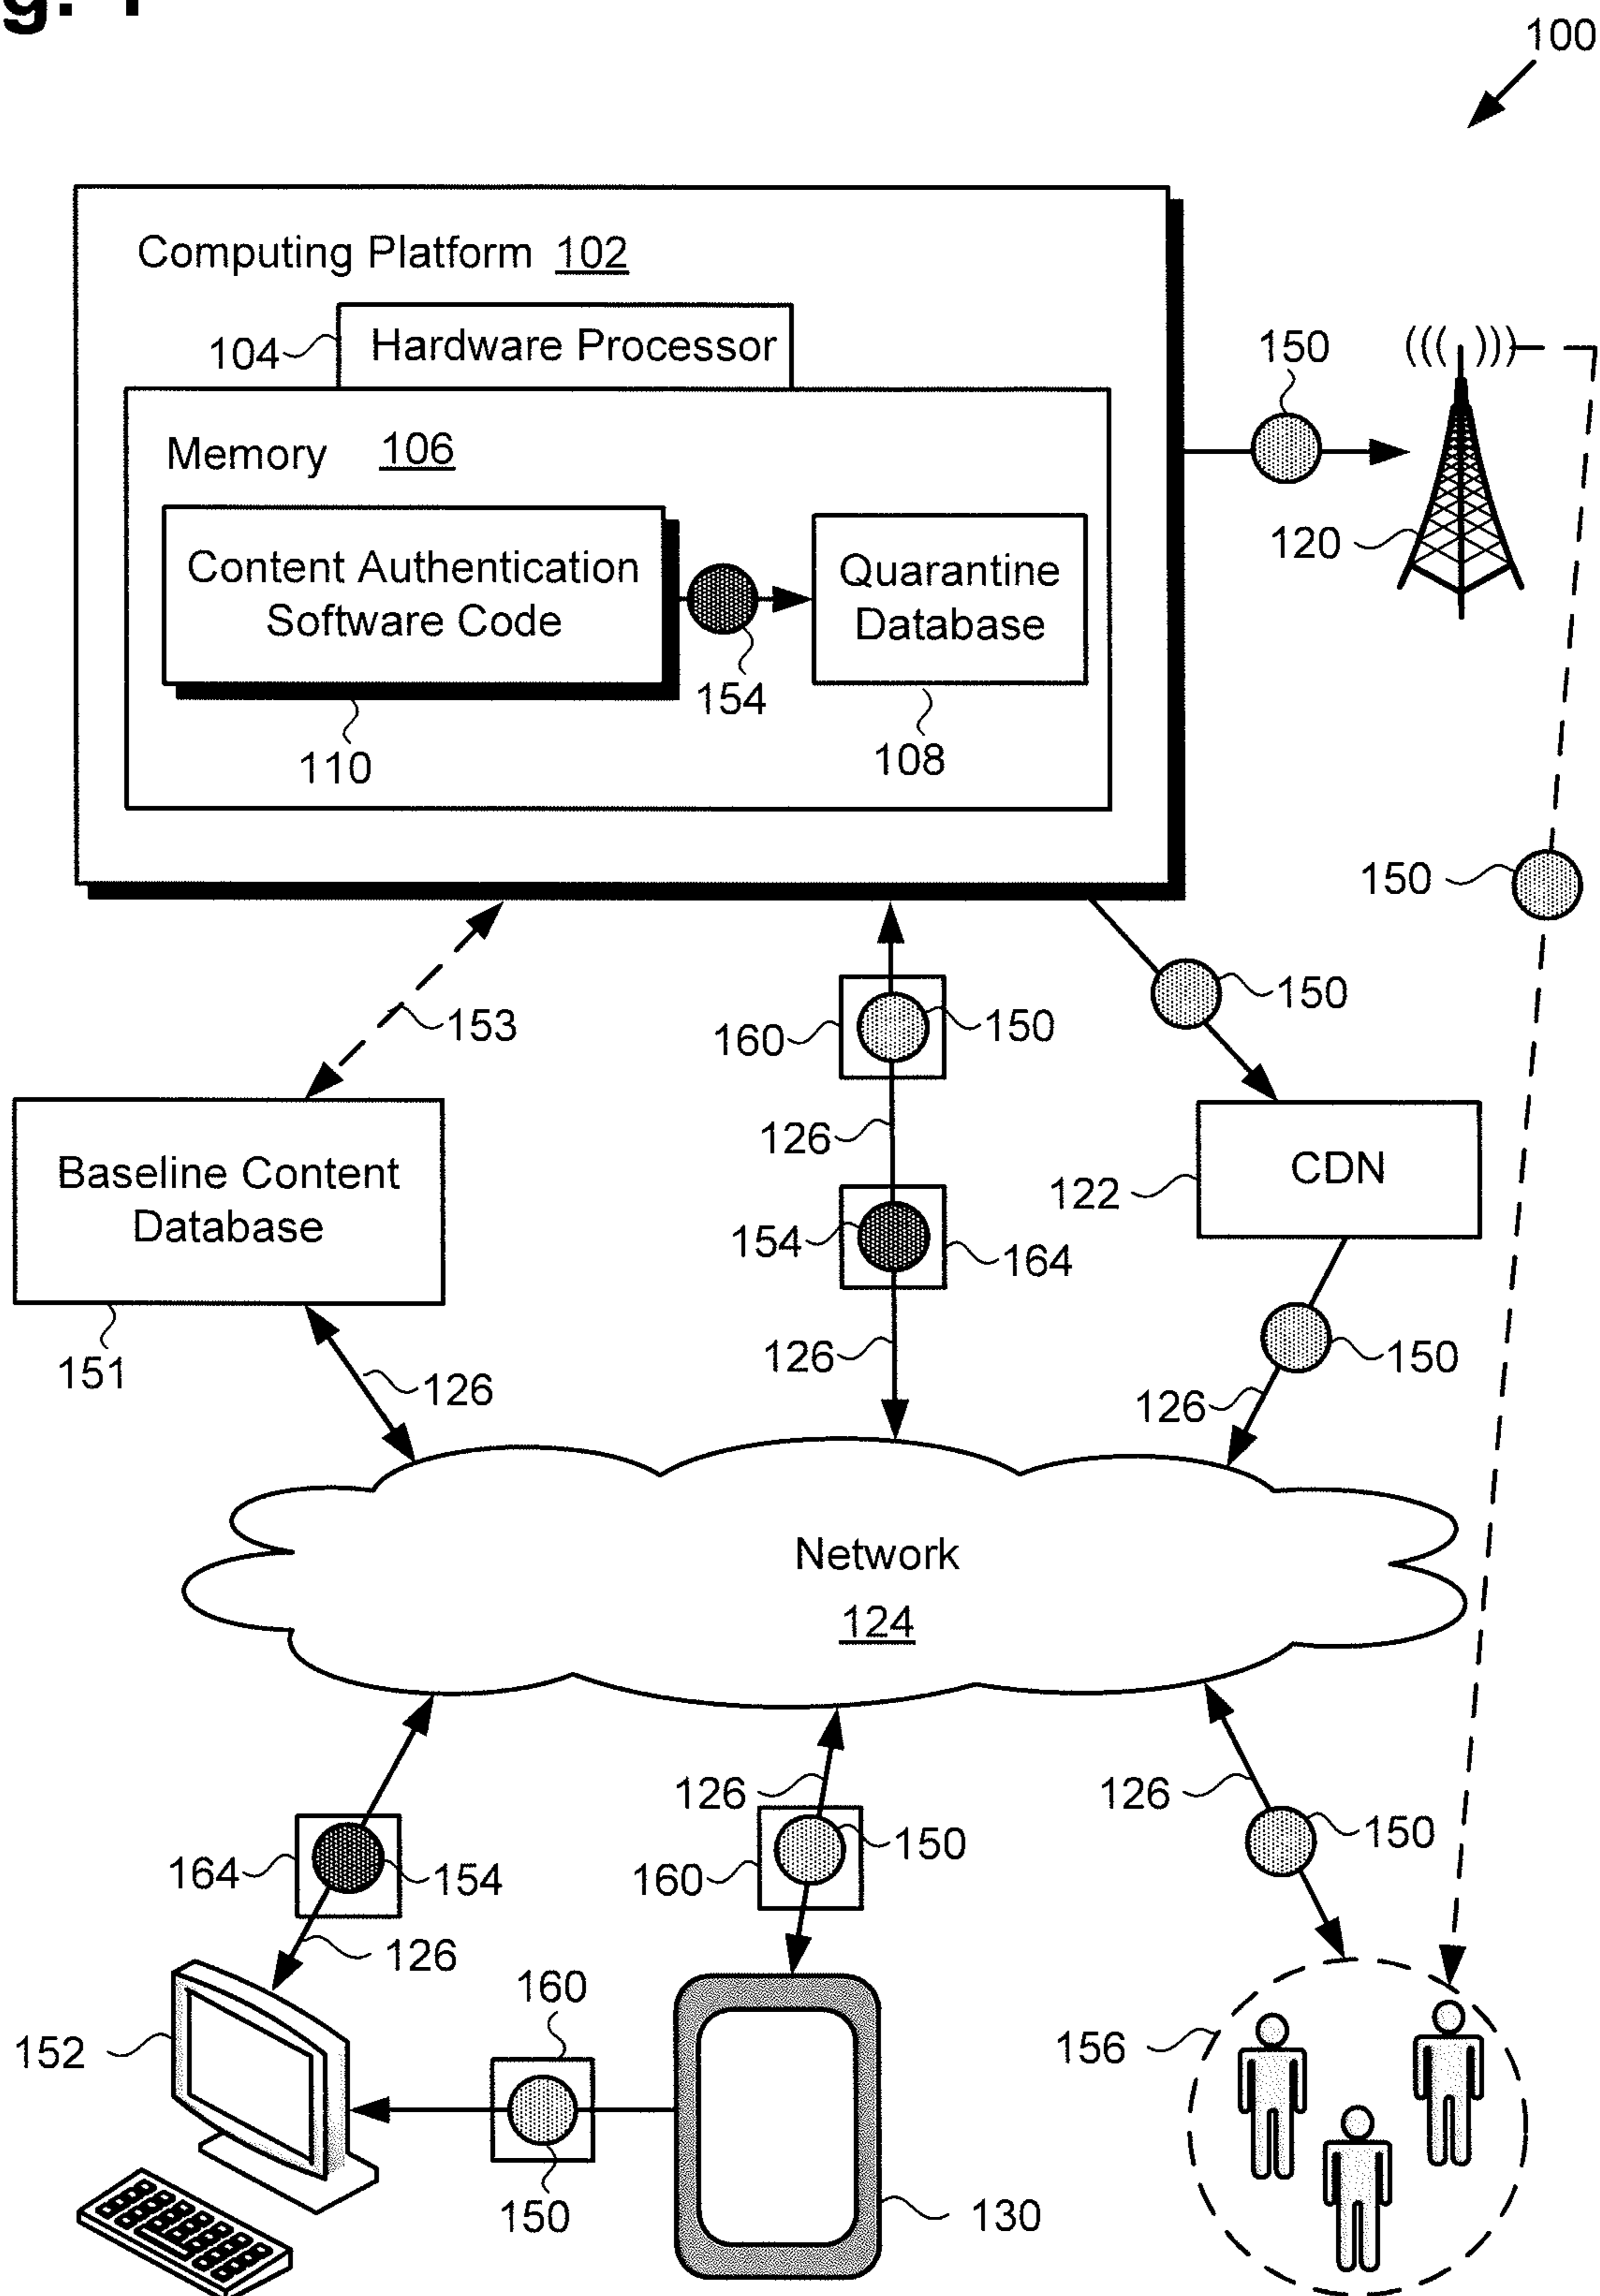 g. 1
100
Computing Platform 102
104
Hardware Processor
Memory 106
Content Authentication
Software Code
154
Quarantine
Database
110
108
150
120
150
153
160
150
150
126
Baseline Content
Database
CDN
122
154
164
151
126
126
150
126
Network
124
126
150
160
126
150
164
154
126
152
160
150
130
156